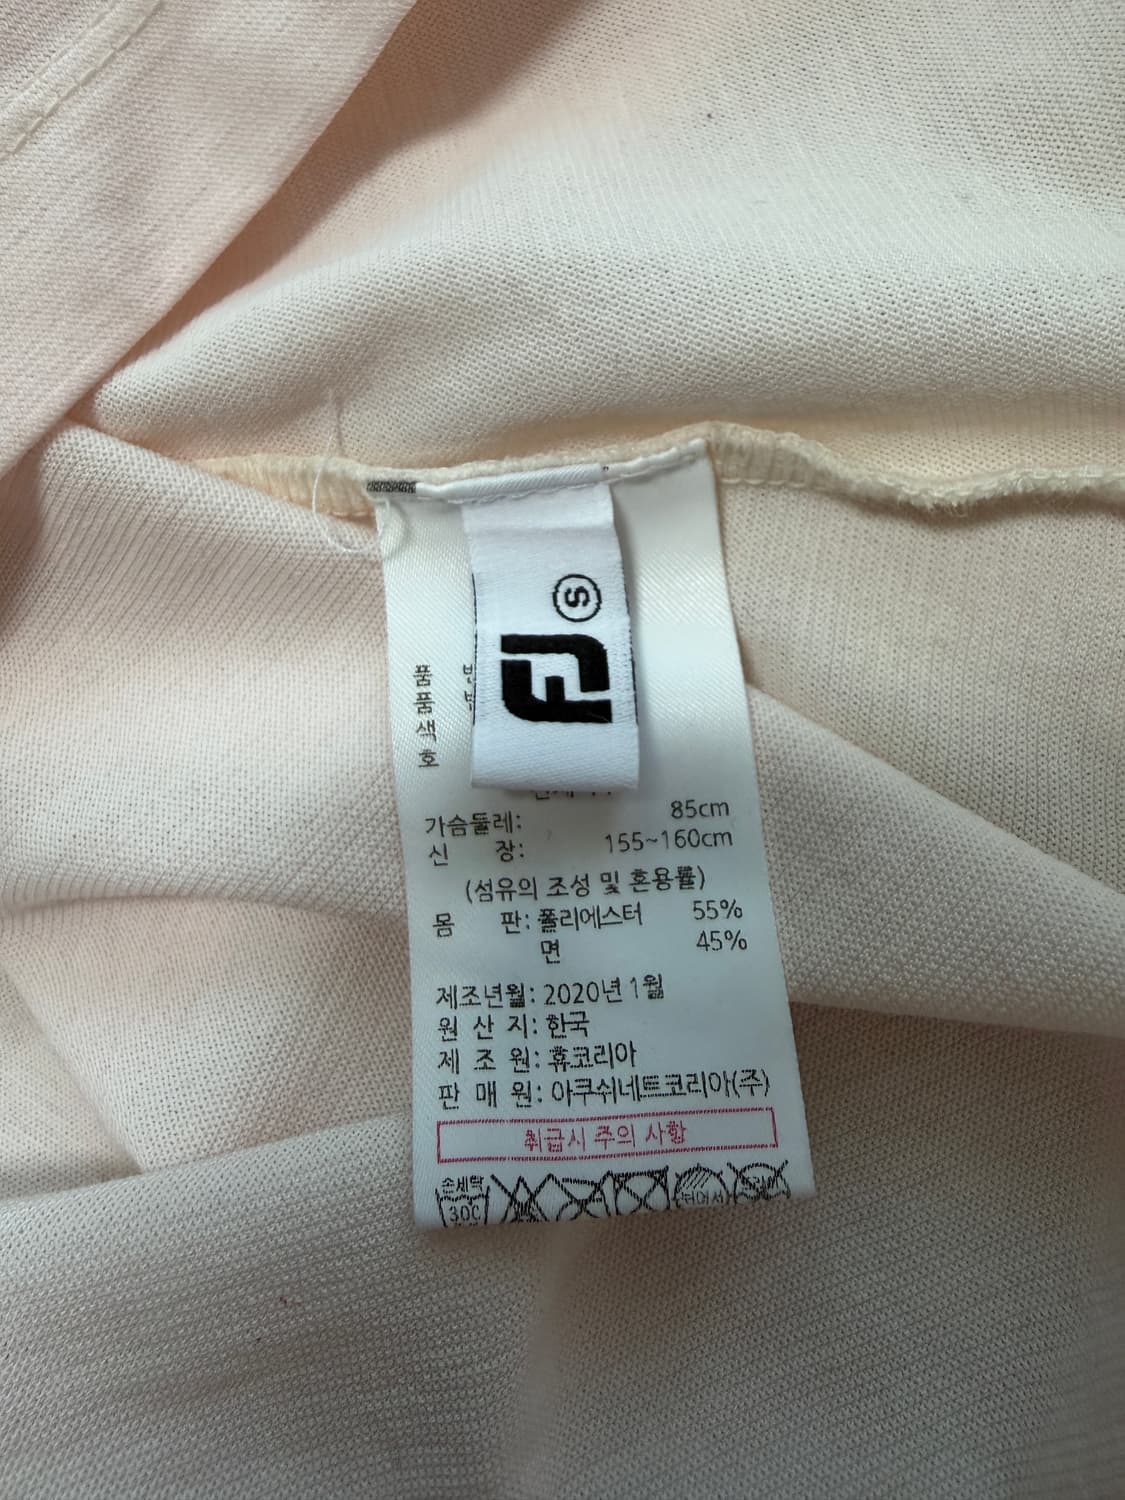 S
FJ
품
품
색
호
가슴둘레: 85cm
신 장: 155~160cm
(섬유의 조성 및 혼용률)
몸 판: 폴리에스터 55%
면 45%
제조년월: 2020년 1월
원 산 지: 한국
제 조 원: 휴코리아
판 매 원: 아쿠쉬네트코리아(주)
취급시 주의 사항
손세탁
30C 뉘어서